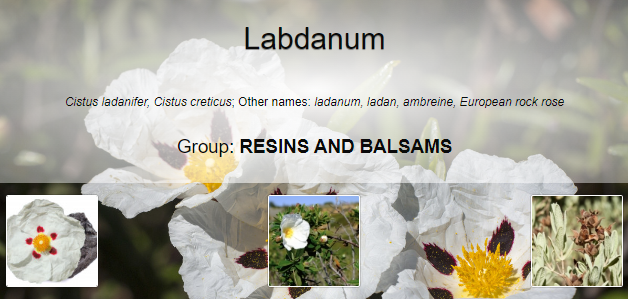 Labdanum
Cistus ladanifer, Cistus creticus; Other names: ladanum, ladan, ambreine, European rock rose
Group: RESINS AND BALSAMS